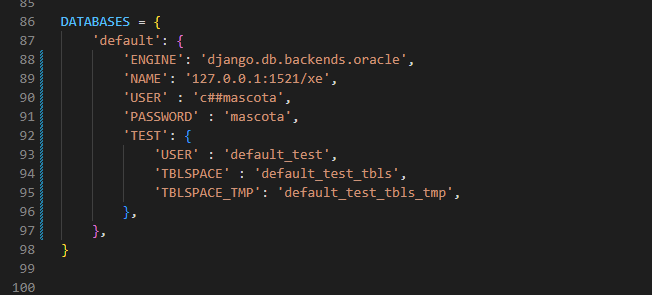 85
86 DATABASES = {
87     'default': {
88         'ENGINE': 'django.db.backends.oracle',
89         'NAME': '127.0.0.1:1521/xe',
90         'USER' : 'c##mascota',
91         'PASSWORD' : 'mascota',
92         'TEST': {
93             'USER' : 'default_test',
94             'TBLSPACE' : 'default_test_tbls',
95             'TBLSPACE_TMP': 'default_test_tbls_tmp',
96         },
97     },
98 }
99
100